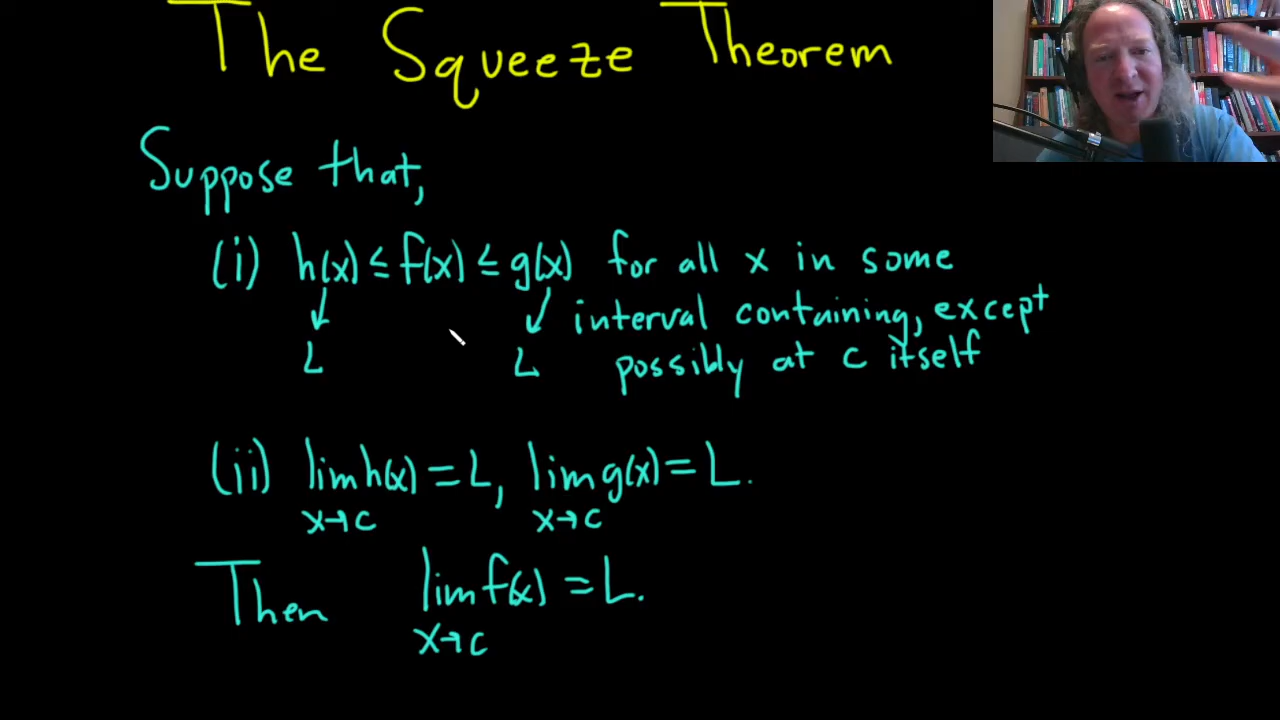 The Squeeze Theorem
Suppose that,
(i) h(x) ≤ f(x) ≤ g(x) for all x in some
↓ ↓ interval containing, except
L L possibly at c itself
(ii) lim h(x) = L, lim g(x) = L.
x→c x→c
Then lim f(x) = L.
x→c